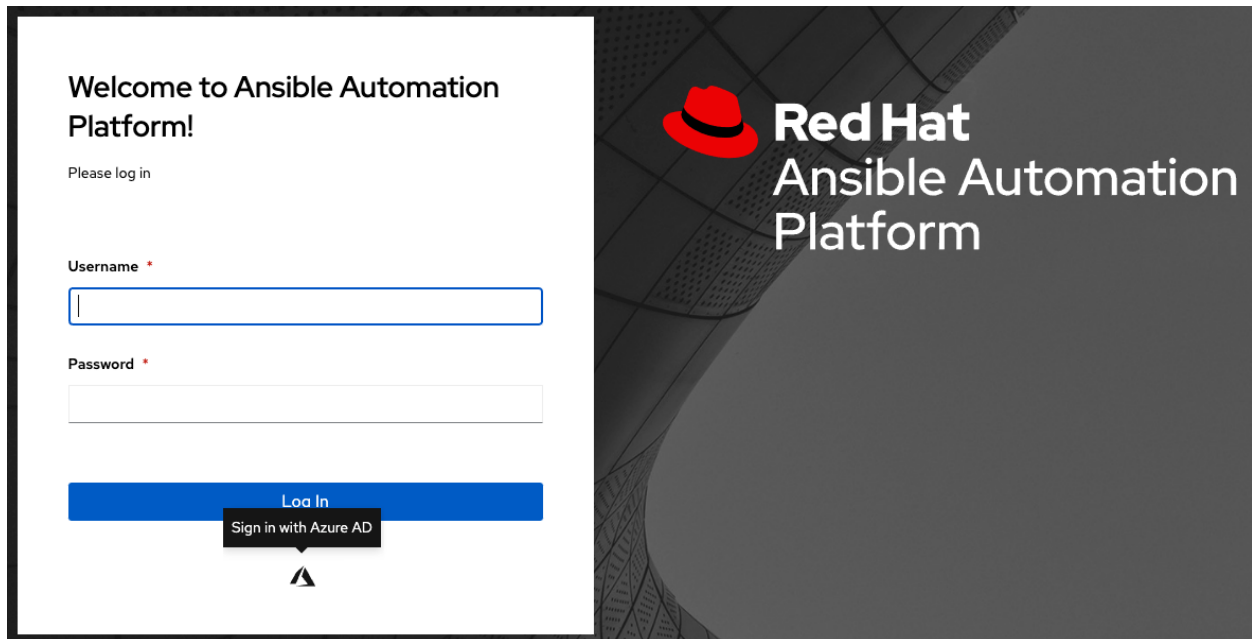 Welcome to Ansible Automation
Platform!
Please log in
Username *
Password *
Log In
Sign in with Azure AD
Red Hat
Ansible Automation
Platform